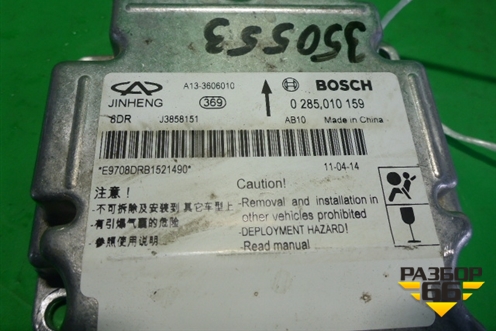 350553
A13-3606010
BOSCH
JINHENG
369
0 285,010 159
8DR
J3858151
AB10
Made in China
*E9708DRB1521490*
11-04-14
注意!
Caution!
-不可拆除及安装到 其它车型上
-Removal and installation in
other vehicles prohibited
-有引爆气囊的危险
-DEPLOYMENT HAZARD!
-参照使用说明
-Read manual
РАЗБОР
66